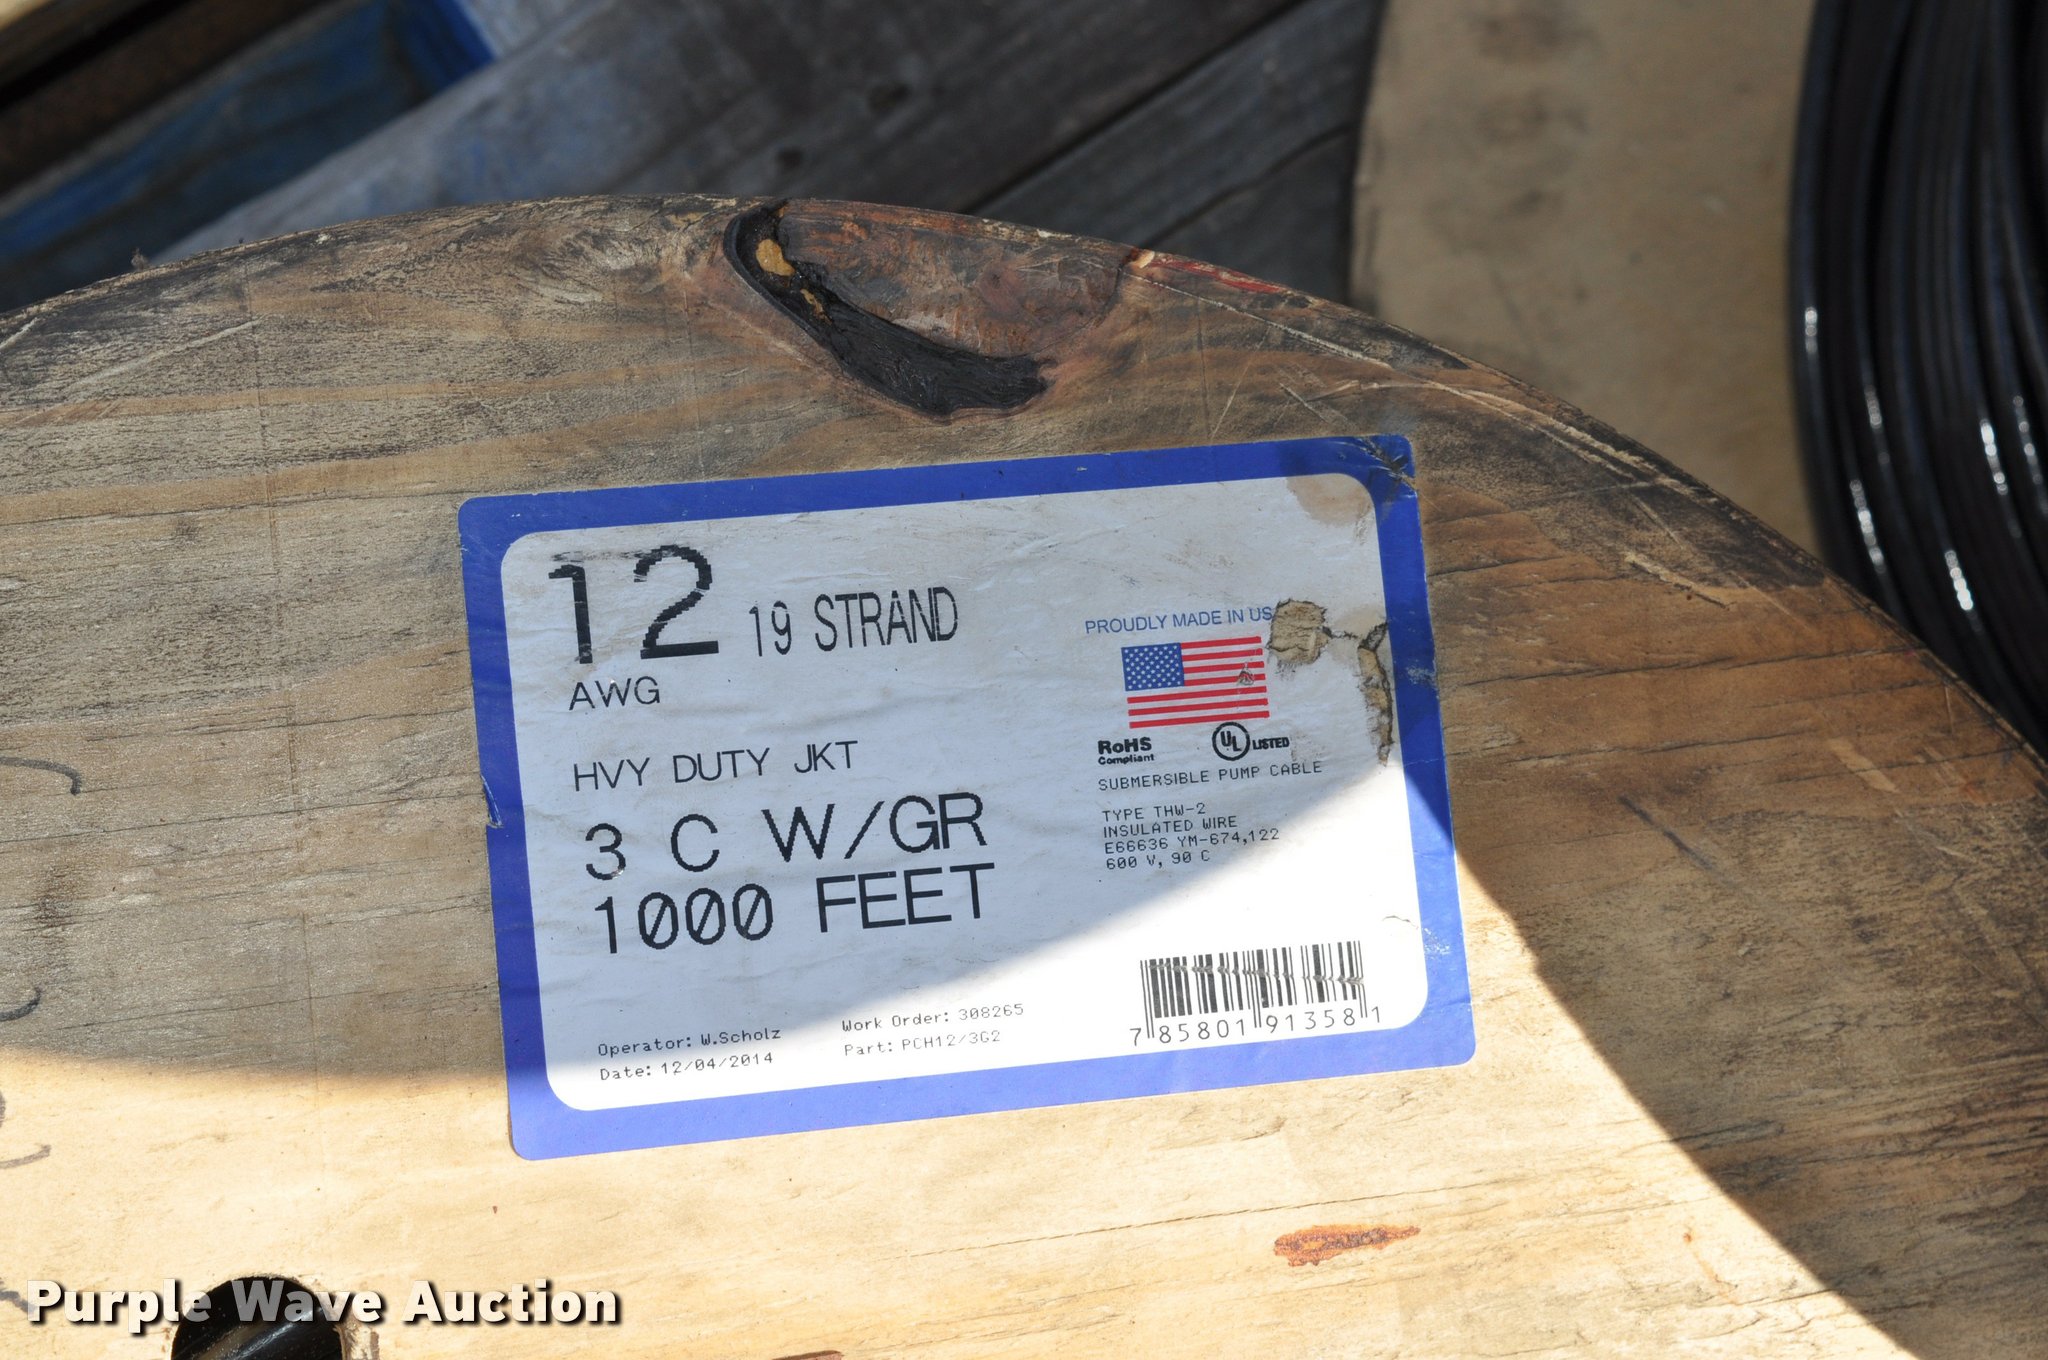 12 19 STRAND
AWG
HVY DUTY JKT
3 C W/GR
1000 FEET
PROUDLY MADE IN US
RoHS
Compliant
UL LISTED
SUBMERSIBLE PUMP CABLE
TYPE THW-2
INSULATED WIRE
E66636 YM-674,122
600 V, 90 C
Operator: W.Scholz
Date: 12/04/2014
Work Order: 308265
Part: PCH12/3G2
7 85801 91358 1
Purple Wave Auction